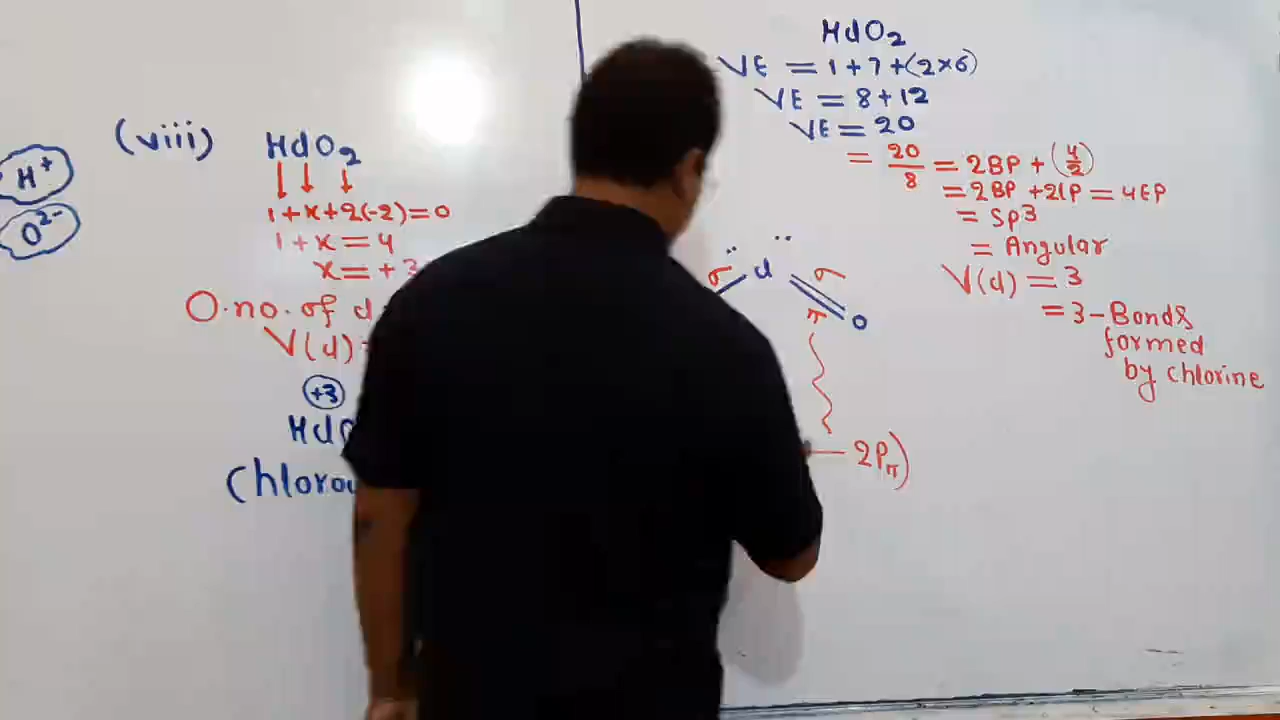 (viii) HClO2
H+
O2-
1+x+2(-2)=0
1+x=4
x=+3
O.no. of Cl
V(Cl)
+3
HCl
Chlorou
HClO2
VE = 1+7+(2×6)
VE = 8+12
VE = 20
= 20/8 = 2BP + (4/2)
= 2BP + 2LP = 4EP
= Sp3
= Angular
V(Cl) = 3
= 3-Bonds
formed
by chlorine
σ Cl σ
π O
— 2Pπ)